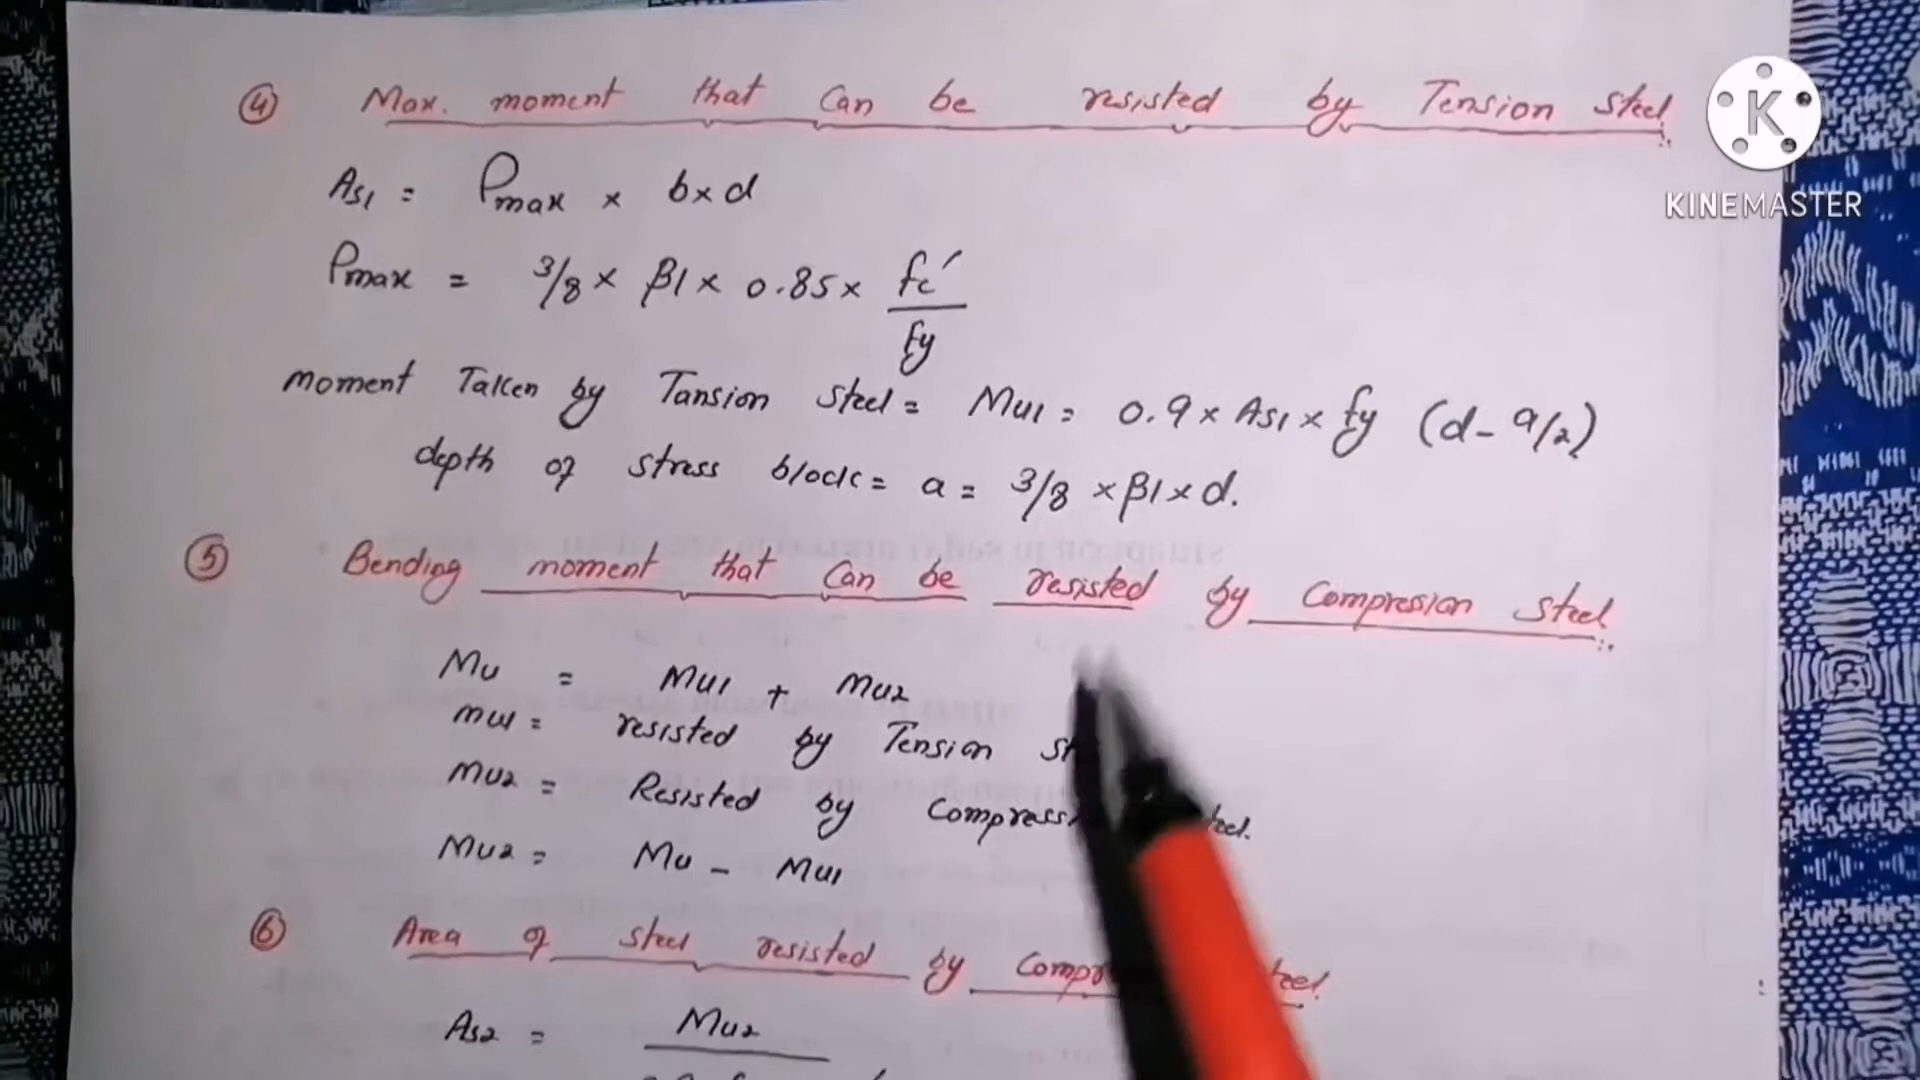 ④ Max. moment that Can be resisted by Tension steel
As1 = ρmax × b×d
ρmax = 3/8 × β1 × 0.85 × fc'/fy
moment Taken by Tansion steel = Mu1 = 0.9 × As1 × fy (d - a/2)
depth of stress block = a = 3/8 × β1 × d.
⑤ Bending moment that Can be resisted by Compression steel
Mu = Mu1 + Mu2
mu1 = resisted by Tension
Mu2 = Resisted by
Mu2 = Mu - Mu1
⑥ Area of steel resisted by
As2 = Mu2
KINEMASTER